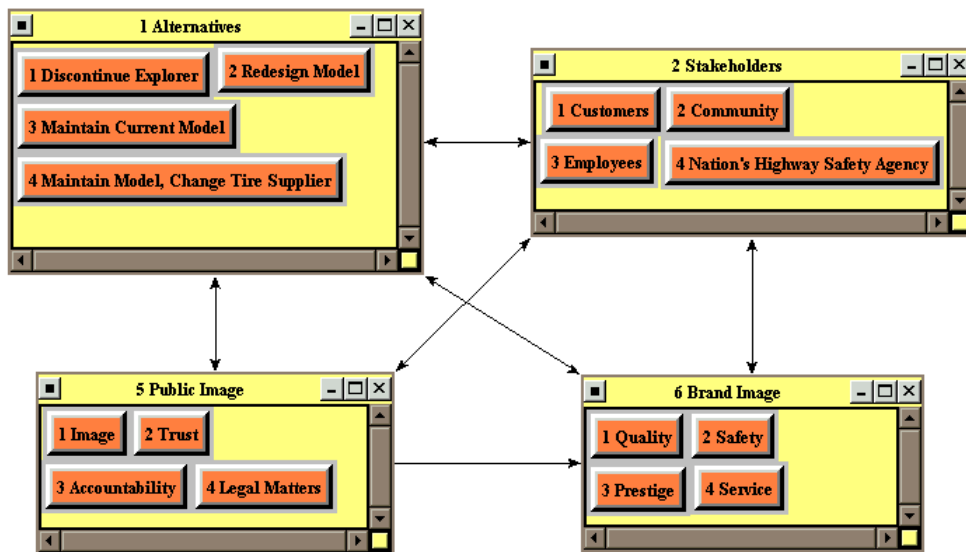 1 Alternatives
1 Discontinue Explorer
2 Redesign Model
3 Maintain Current Model
4 Maintain Model, Change Tire Supplier
2 Stakeholders
1 Customers
2 Community
3 Employees
4 Nation's Highway Safety Agency
5 Public Image
1 Image
2 Trust
3 Accountability
4 Legal Matters
6 Brand Image
1 Quality
2 Safety
3 Prestige
4 Service